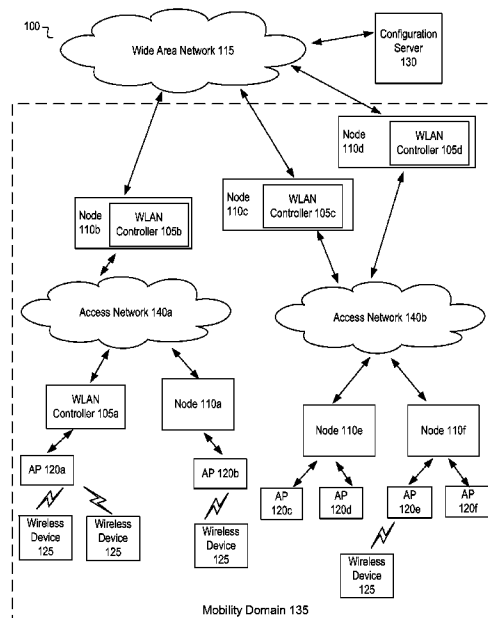 100
Wide Area Network 115
Configuration
Server
130
Node
110d
WLAN
Controller 105d
Node
110c
WLAN
Controller 105c
Node
110b
WLAN
Controller 105b
Access Network 140a
Access Network 140b
WLAN
Controller 105a
Node 110a
Node 110e
Node 110f
AP 120a
AP 120b
AP
120c
AP
120d
AP
120e
AP
120f
Wireless
Device
125
Wireless
Device
125
Wireless
Device
125
Wireless
Device
125
Mobility Domain 135